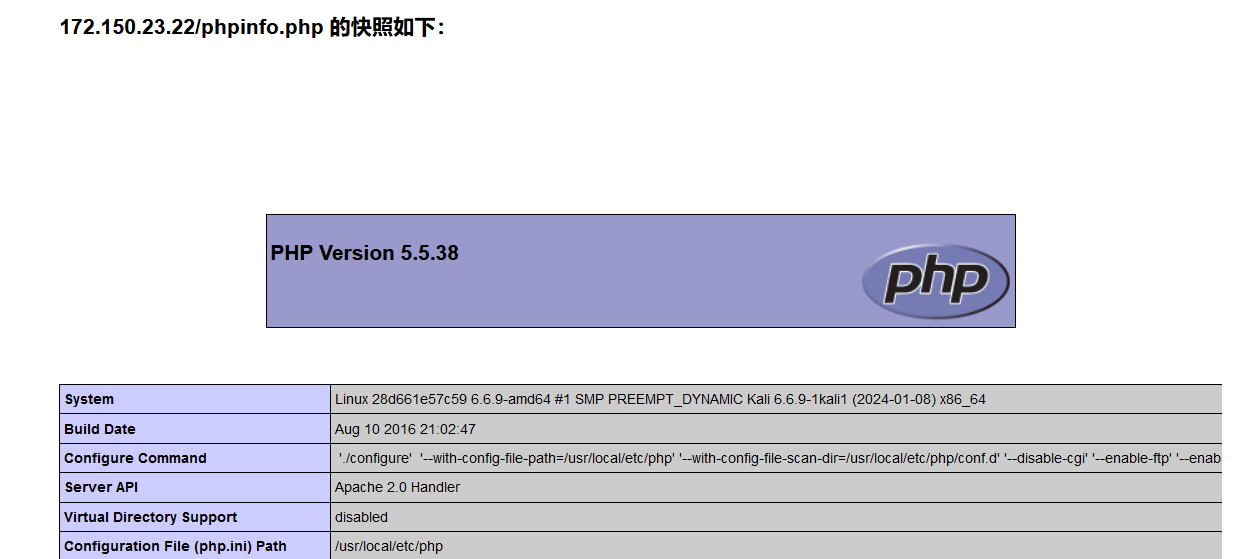 172.150.23.22/phpinfo.php 的快照如下：
PHP Version 5.5.38
php
System Linux 28d661e57c59 6.6.9-amd64 #1 SMP PREEMPT_DYNAMIC Kali 6.6.9-1kali1 (2024-01-08) x86_64
Build Date Aug 10 2016 21:02:47
Configure Command './configure' '--with-config-file-path=/usr/local/etc/php' '--with-config-file-scan-dir=/usr/local/etc/php/conf.d' '--disable-cgi' '--enable-ftp' '--enab
Server API Apache 2.0 Handler
Virtual Directory Support disabled
Configuration File (php.ini) Path /usr/local/etc/php